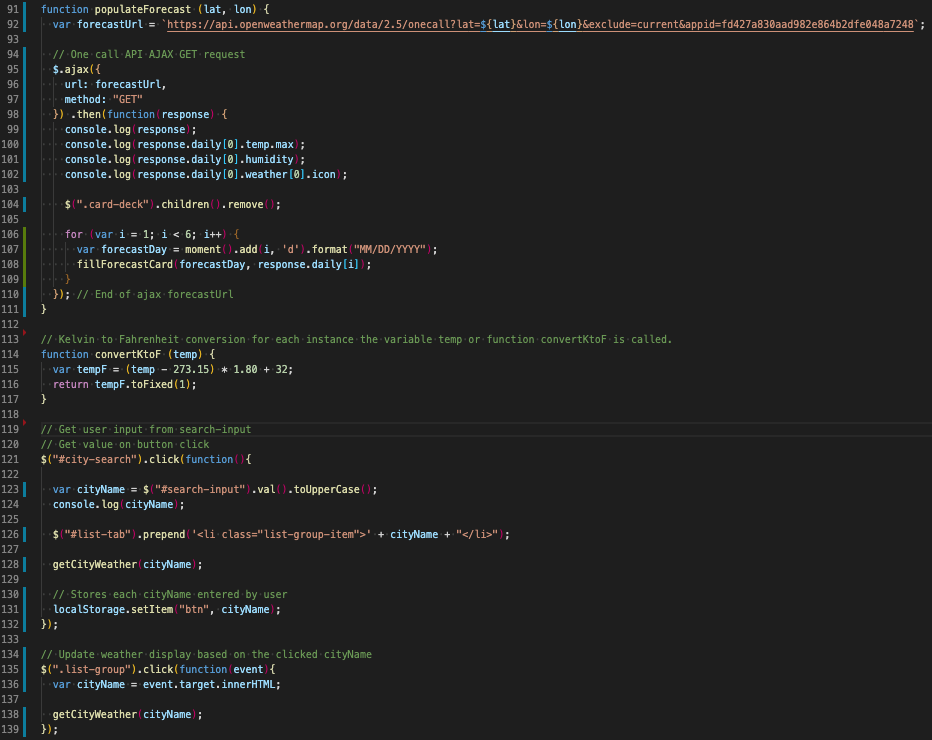 91 function populateForecast (lat, lon) {
92 var forecastUrl = `https://api.openweathermap.org/data/2.5/onecall?lat=${lat}&lon=${lon}&exclude=current&appid=fd427a830aad982e864b2dfe048a7248`;
93
94 // One call API AJAX GET request
95 $.ajax({
96 url: forecastUrl,
97 method: "GET"
98 }) .then(function(response) {
99 console.log(response);
100 console.log(response.daily[0].temp.max);
101 console.log(response.daily[0].humidity);
102 console.log(response.daily[0].weather[0].icon);
103
104 $(".card-deck").children().remove();
105
106 for (var i = 1; i < 6; i++) {
107 var forecastDay = moment().add(i, 'd').format("MM/DD/YYYY");
108 fillForecastCard(forecastDay, response.daily[i]);
109 }
110 }); // End of ajax forecastUrl
111 }
112
113 // Kelvin to Fahrenheit conversion for each instance the variable temp or function convertKtoF is called.
114 function convertKtoF (temp) {
115 var tempF = (temp - 273.15) * 1.80 + 32;
116 return tempF.toFixed(1);
117 }
118
119 // Get user input from search-input
120 // Get value on button click
121 $("#city-search").click(function(){
122
123 var cityName = $("#search-input").val().toUpperCase();
124 console.log(cityName);
125
126 $("#list-tab").prepend('<li class="list-group-item">' + cityName + "</li>");
127
128 getCityWeather(cityName);
129
130 // Stores each cityName entered by user
131 localStorage.setItem("btn", cityName);
132 });
133
134 // Update weather display based on the clicked cityName
135 $(".list-group").click(function(event){
136 var cityName = event.target.innerHTML;
137
138 getCityWeather(cityName);
139 });